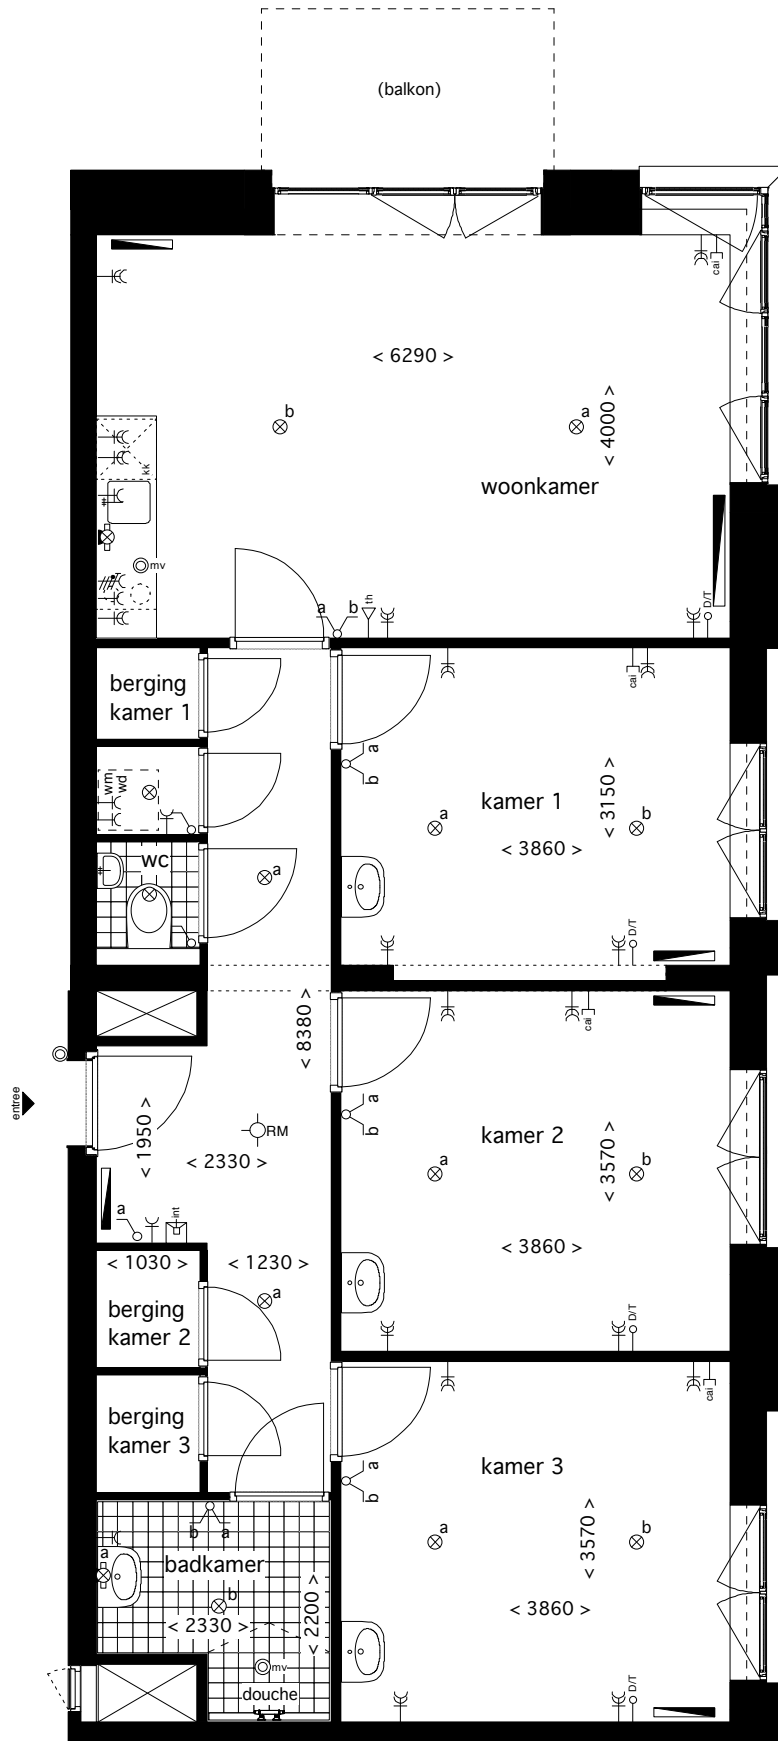 (balkon)
cai
< 6290 >
b
a
< 4000 >
woonkamer
kk
mv
a
b
th
D/T
berging
kamer 1
cai
a
b
wm
wd
kamer 1
< 3150 >
a
b
< 3860 >
wc
a
D/T
cai
< 8380 >
entree
a
b
RM
kamer 2
< 1950 >
< 2330 >
a
b
< 3570 >
a
int
< 1030 >
< 1230 >
< 3860 >
a
berging
kamer 2
D/T
cai
berging
kamer 3
a
b
kamer 3
b
a
a
b
< 3570 >
a
badkamer
b
< 2330 >
< 2200 >
< 3860 >
mv
douche
D/T